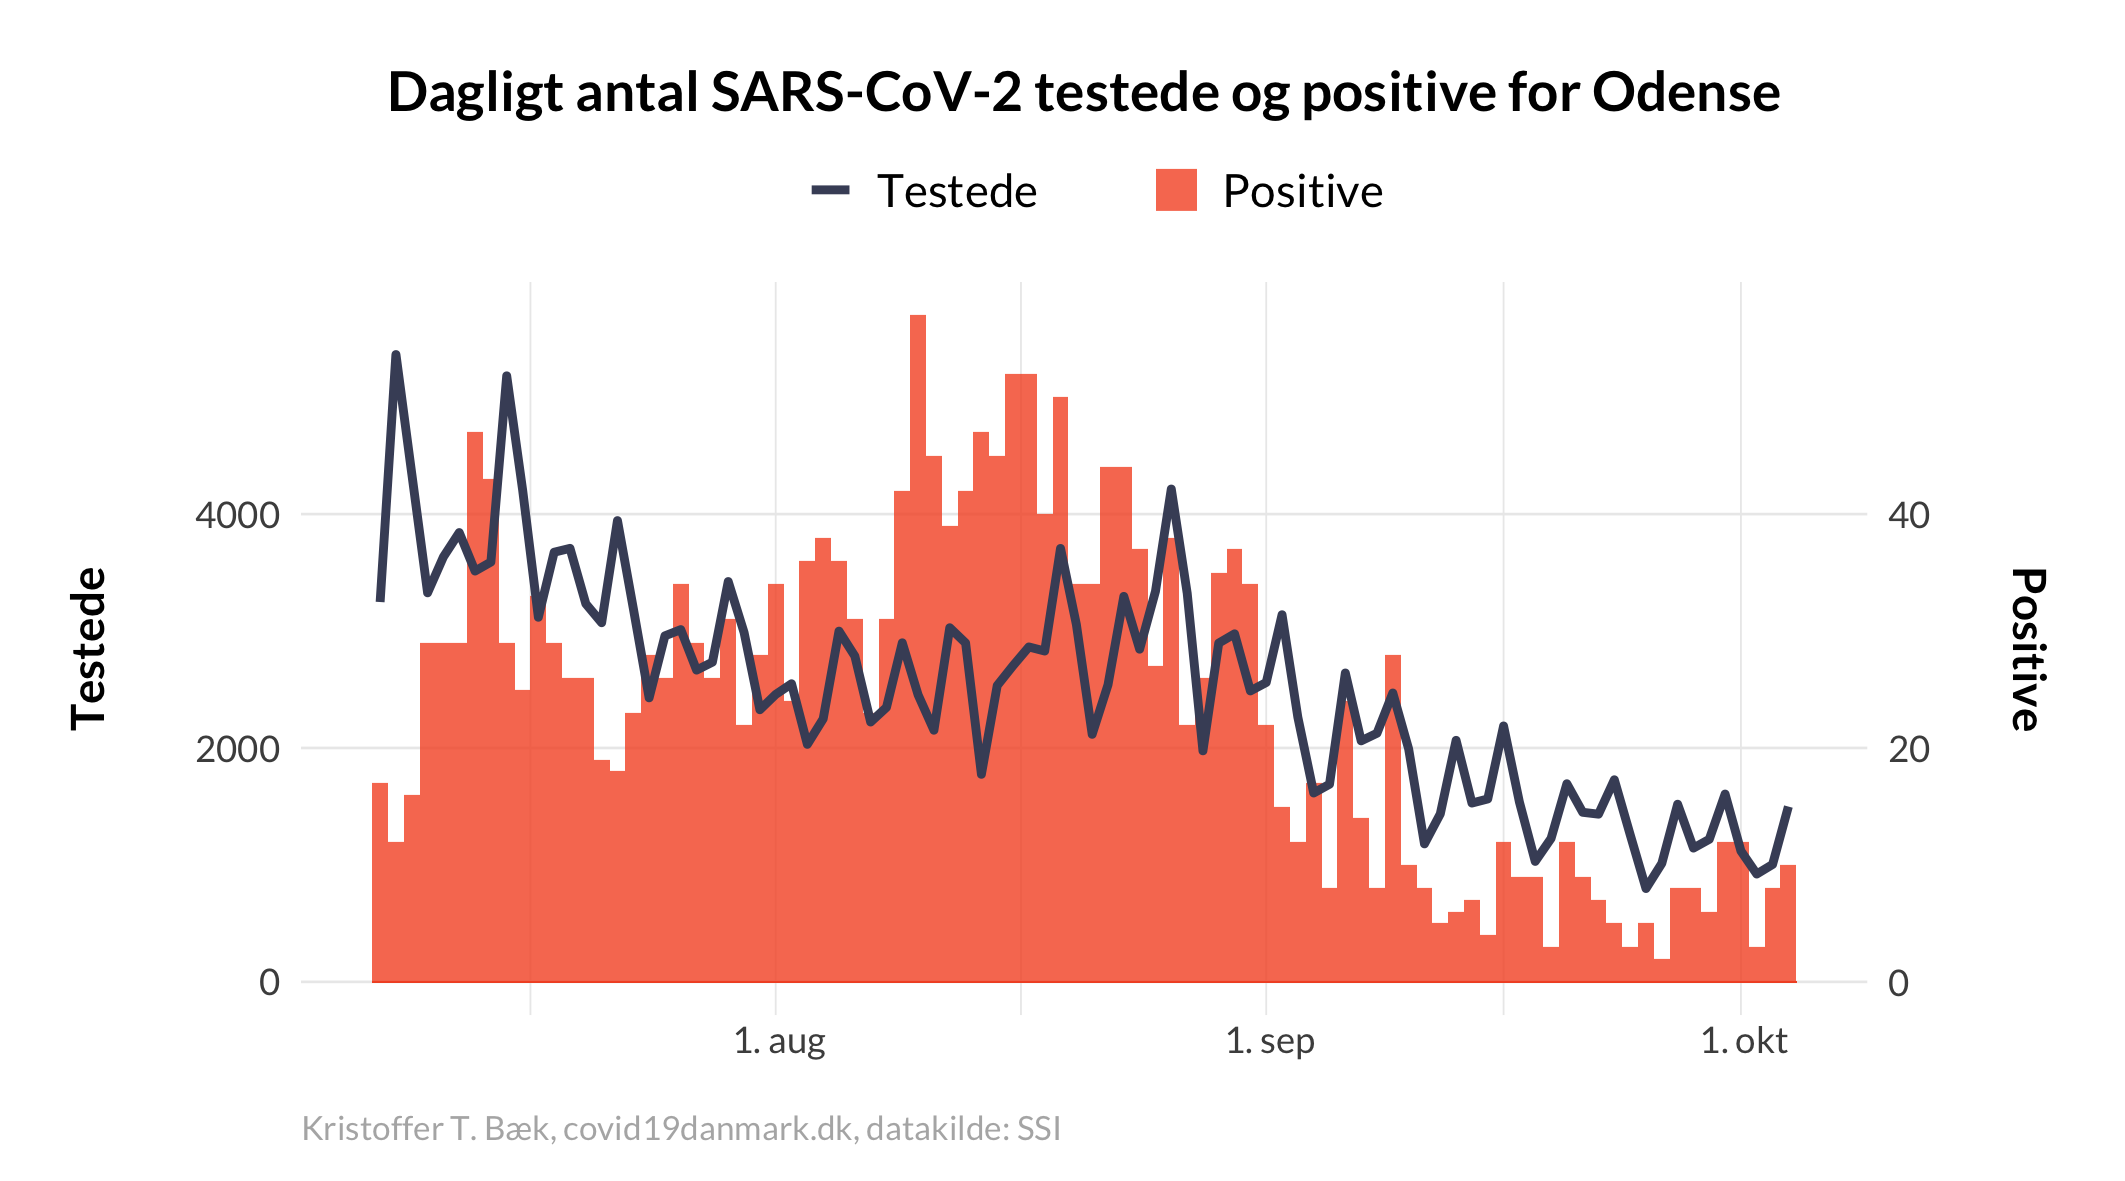 Dagligt antal SARS-CoV-2 testede og positive for Odense
Testede
Positive
4000
2000
0
Testede
40
20
0
Positive
1. aug
1. sep
1. okt
Kristoffer T. Bæk, covid19danmark.dk, datakilde: SSI